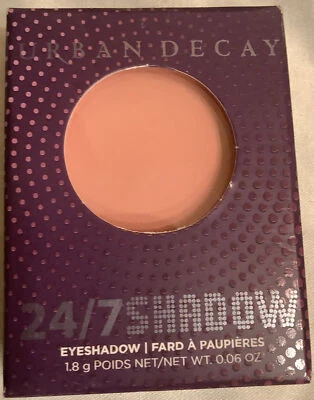 URBAN DECAY
24/7 SHADOW
EYESHADOW | FARD À PAUPIÈRES
1.8 g POIDS NET/NET WT. 0.06 OZ